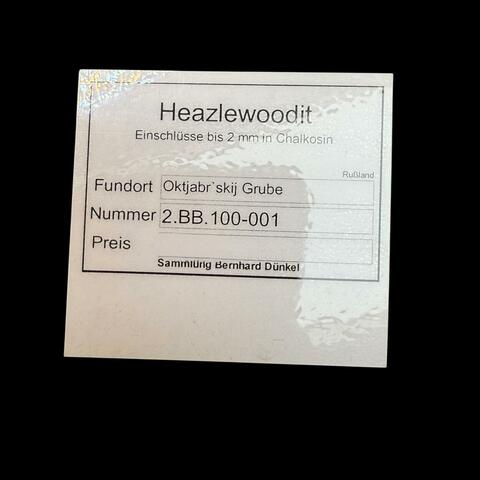 Heazlewoodit
Einschlüsse bis 2 mm in Chalkosin
Rußland
Fundort Oktjabr`skij Grube
Nummer 2.BB.100-001
Preis
Sammlung Bernhard Dünkel